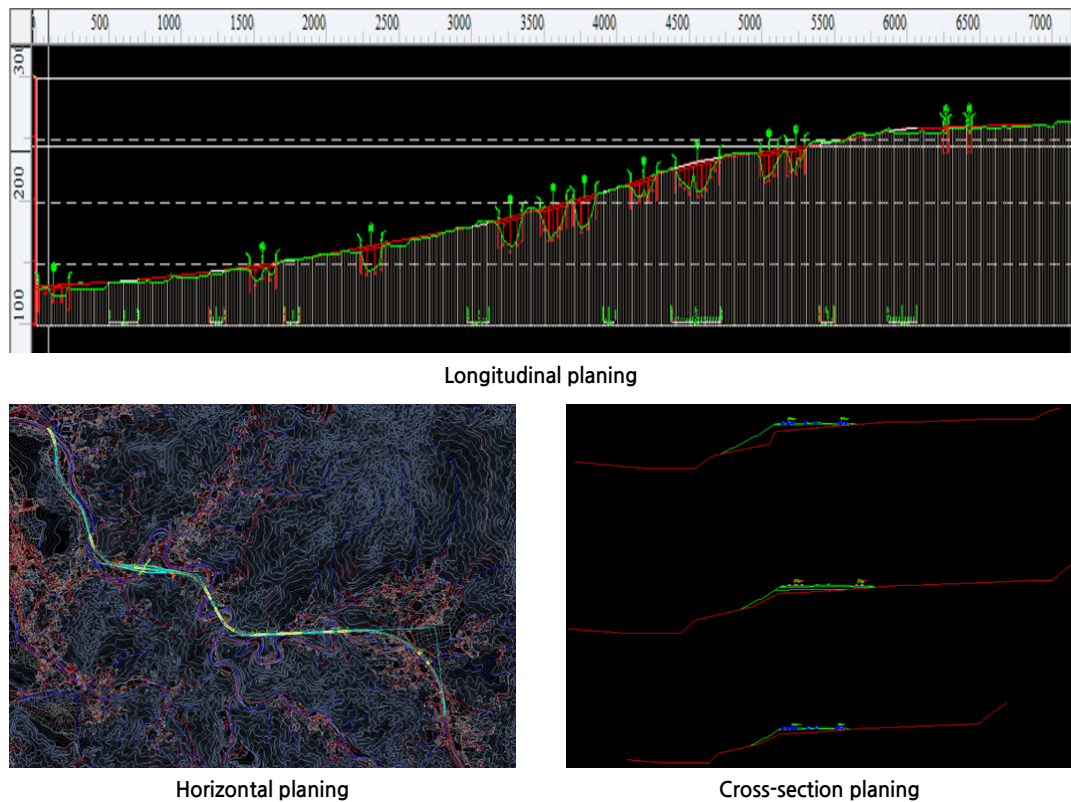 500 1000 1500 2000 2500 3000 3500 4000 4500 5000 5500 6000 6500 7000
300
200
100
Longitudinal planing
Horizontal planing
Cross-section planing